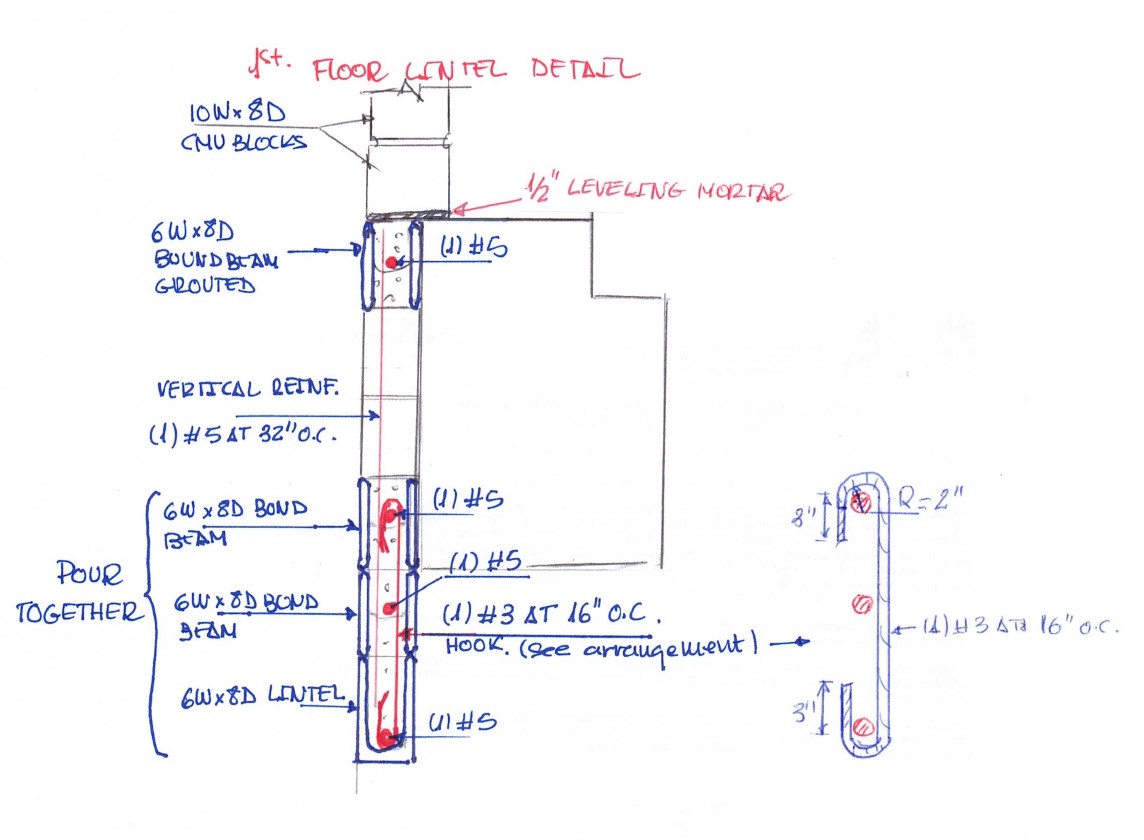 1st. FLOOR LINTEL DETAIL
10W x 8D
CMU BLOCKS
1/2" LEVELING MORTAR
6W x 8D
BOUND BEAM
GROUTED
(1) #5
VERTICAL REINF.
(1) #5 AT 32" O.C.
6W x 8D BOND
BEAM
(1) #5
POUR
TOGETHER
6W x 8D BOND
BEAM
(1) #5
(1) #3 AT 16" O.C.
HOOK. (See arrangement)
6W x 8D LINTEL
(1) #5
3"
R=2"
(1) #3 AT 16" O.C.
3"